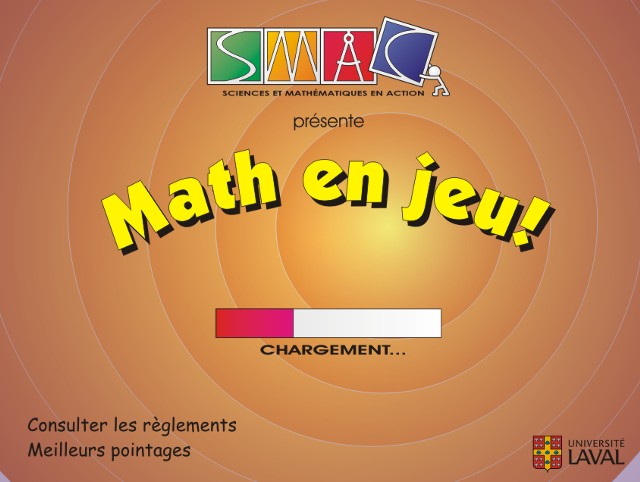 SMAC
SCIENCES ET MATHÉMATIQUES EN ACTION
présente
Math en jeu!
CHARGEMENT...
Consulter les règlements
Meilleurs pointages
UNIVERSITÉ
LAVAL